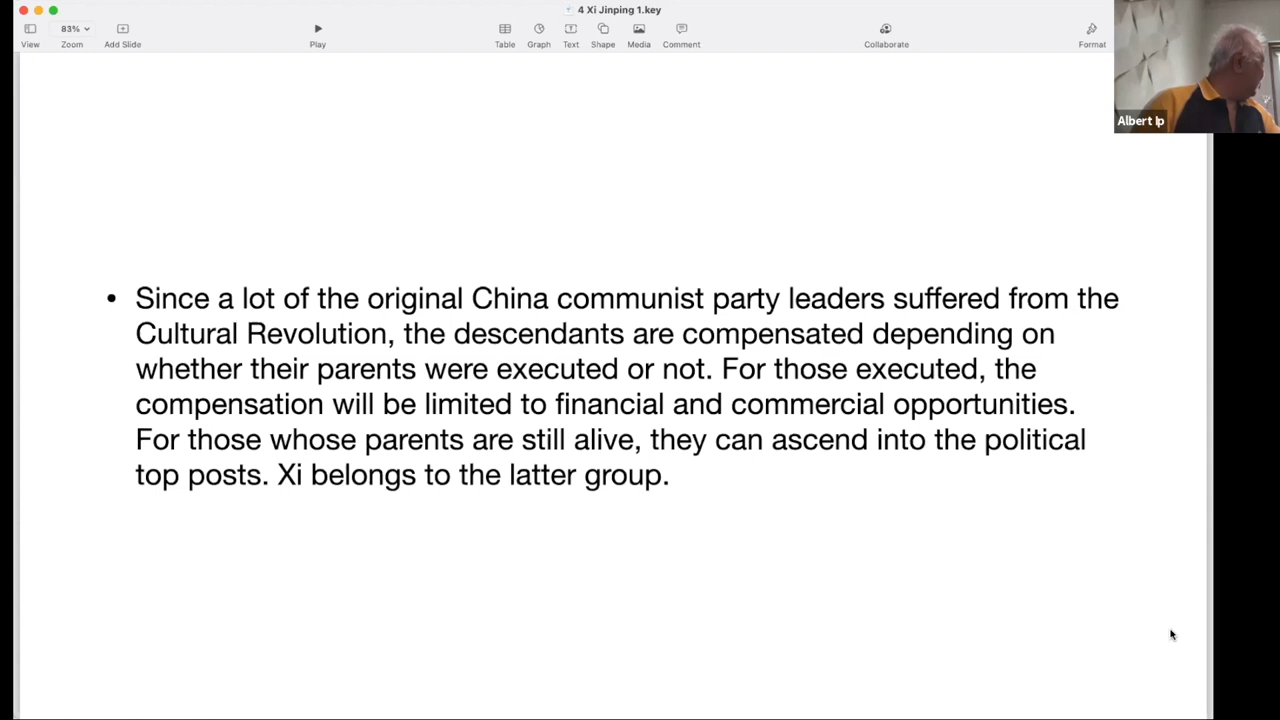 4 Xi Jinping 1.key
83%
View
Zoom
Add Slide
Play
Table
Graph
Text
Shape
Media
Comment
Collaborate
Format
Albert Ip
• Since a lot of the original China communist party leaders suffered from the
Cultural Revolution, the descendants are compensated depending on
whether their parents were executed or not. For those executed, the
compensation will be limited to financial and commercial opportunities.
For those whose parents are still alive, they can ascend into the political
top posts. Xi belongs to the latter group.